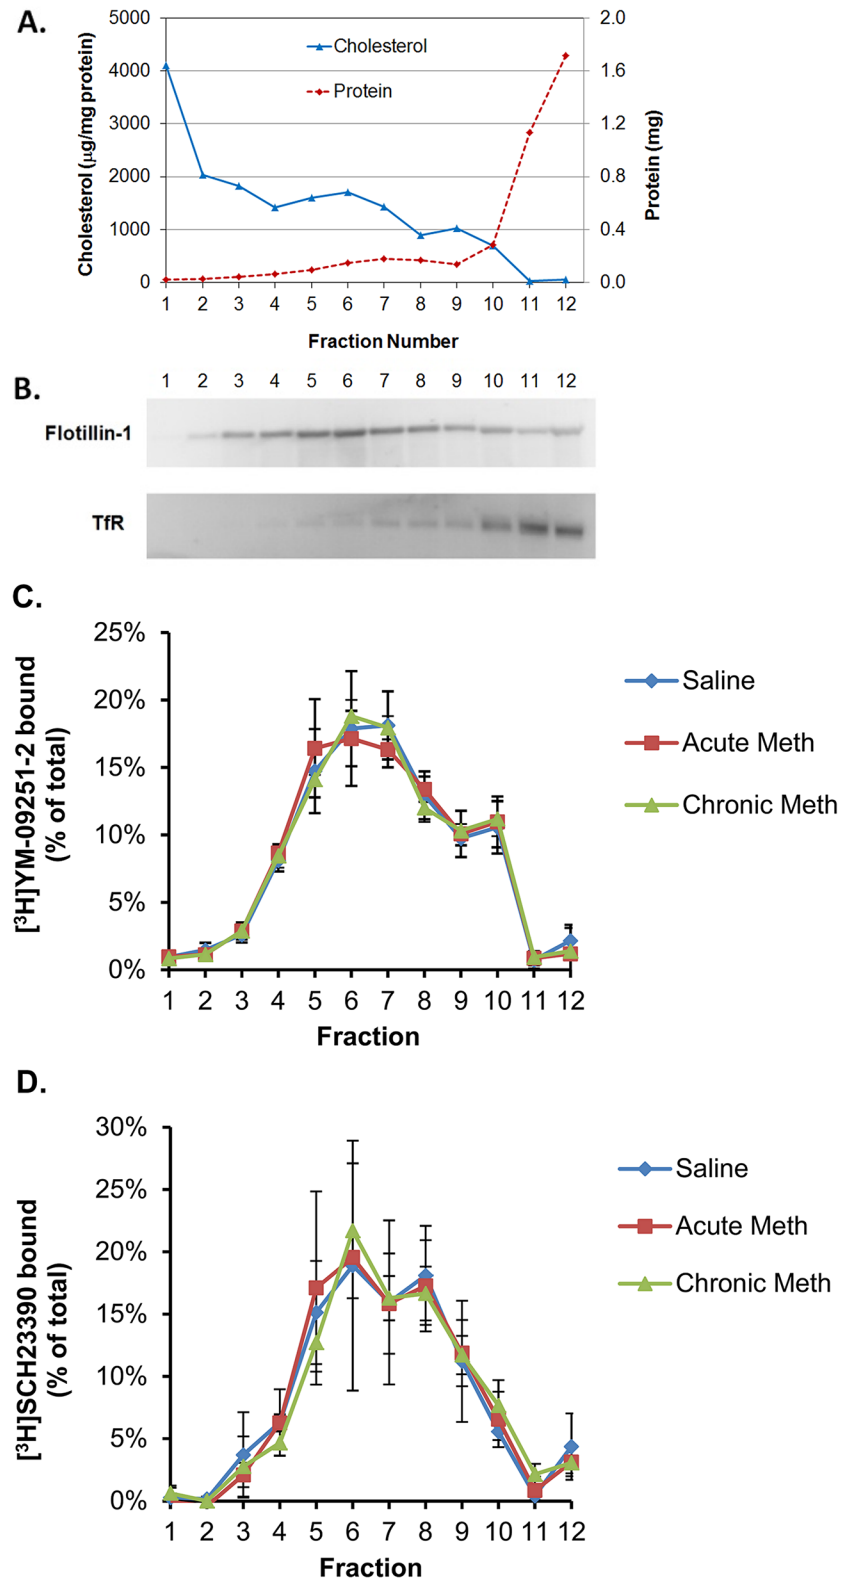 A.
Cholesterol (µg/mg protein)
5000
4000
3000
2000
1000
0
Cholesterol
Protein
2.0
1.6
1.2
0.8
0.4
0.0
Protein (mg)
1 2 3 4 5 6 7 8 9 10 11 12
Fraction Number
B.
1 2 3 4 5 6 7 8 9 10 11 12
Flotillin-1
TfR
C.
[³H]YM-09251-2 bound
(% of total)
25%
20%
15%
10%
5%
0%
Saline
Acute Meth
Chronic Meth
1 2 3 4 5 6 7 8 9 10 11 12
Fraction
D.
[³H]SCH23390 bound
(% of total)
30%
25%
20%
15%
10%
5%
0%
Saline
Acute Meth
Chronic Meth
1 2 3 4 5 6 7 8 9 10 11 12
Fraction